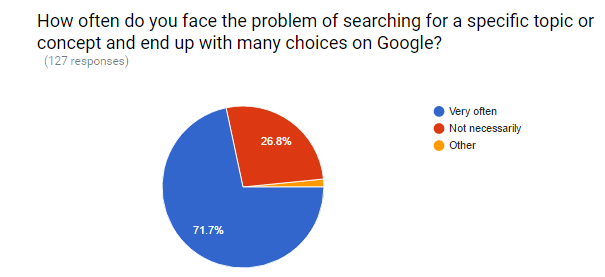 How often do you face the problem of searching for a specific topic or
concept and end up with many choices on Google?
(127 responses)
Very often
Not necessarily
Other
26.8%
71.7%